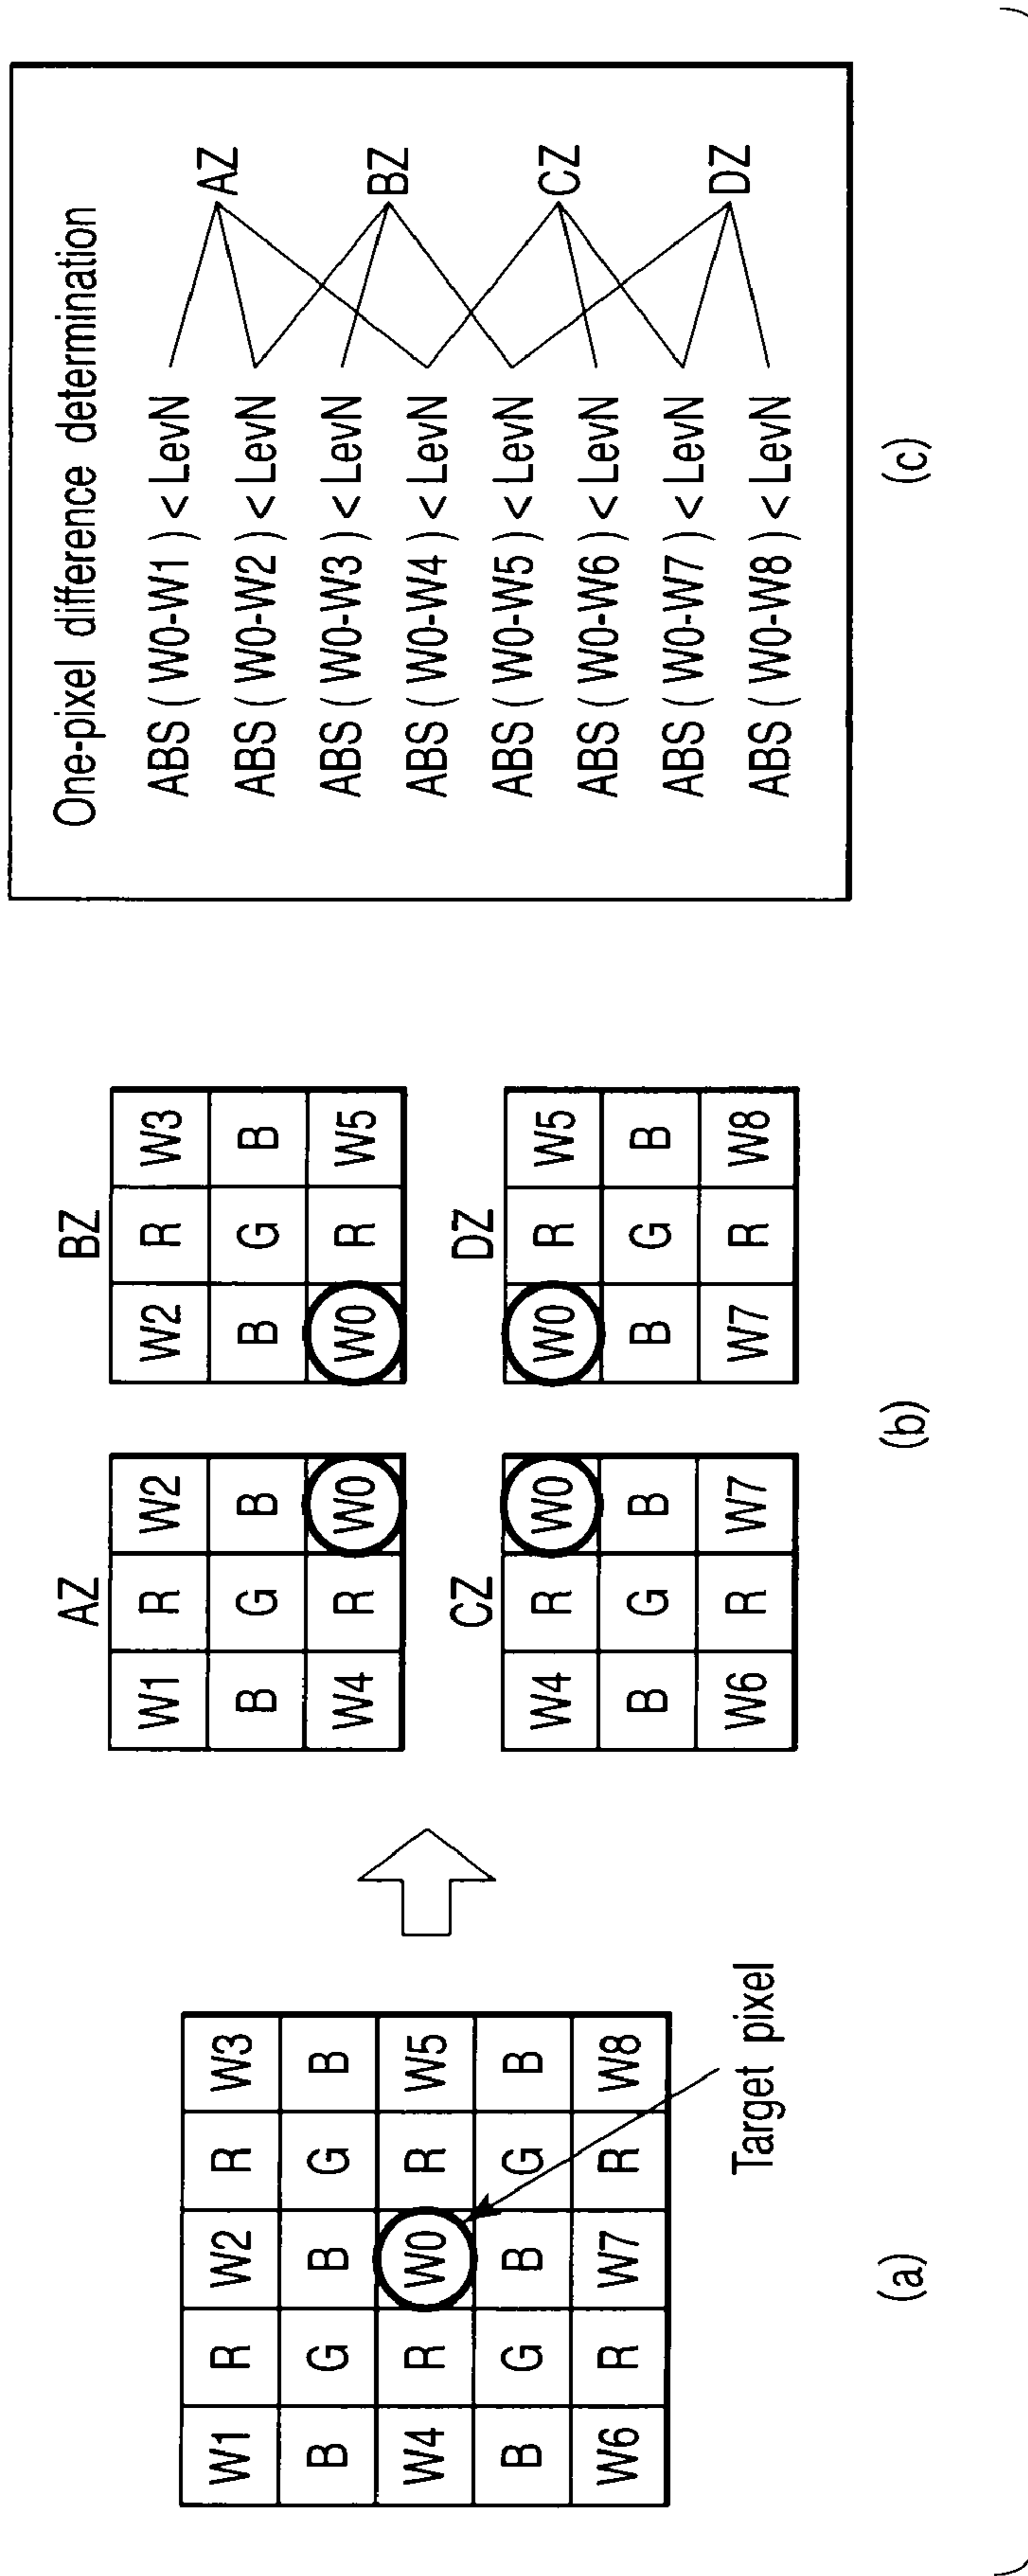 W1 R W2 R W3
B G B G B
W4 R W0 R W5
B G B G B
W6 R W7 R W8
Target pixel
(a)
AZ
W1 R W2
B G B
W4 R W0
BZ
W2 R W3
B G B
W0 R W5
CZ
W4 R W0
B G B
W6 R W7
DZ
W0 R W5
B G B
W7 R W8
(b)
One-pixel difference determination
ABS ( W0-W1 ) < LevN
ABS ( W0-W2 ) < LevN
ABS ( W0-W3 ) < LevN
ABS ( W0-W4 ) < LevN
ABS ( W0-W5 ) < LevN
ABS ( W0-W6 ) < LevN
ABS ( W0-W7 ) < LevN
ABS ( W0-W8 ) < LevN
AZ
BZ
CZ
DZ
(c)